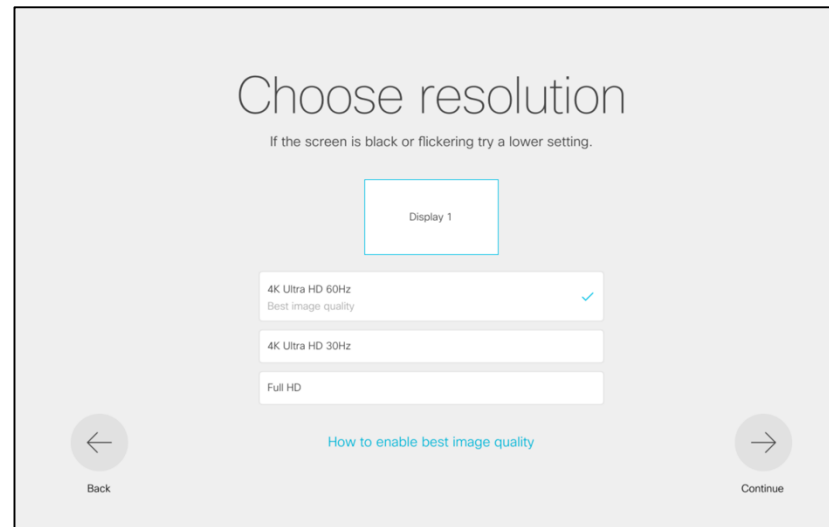 Choose resolution
If the screen is black or flickering try a lower setting.
Display 1
4K Ultra HD 60Hz
Best image quality
4K Ultra HD 30Hz
Full HD
How to enable best image quality
Back
Continue